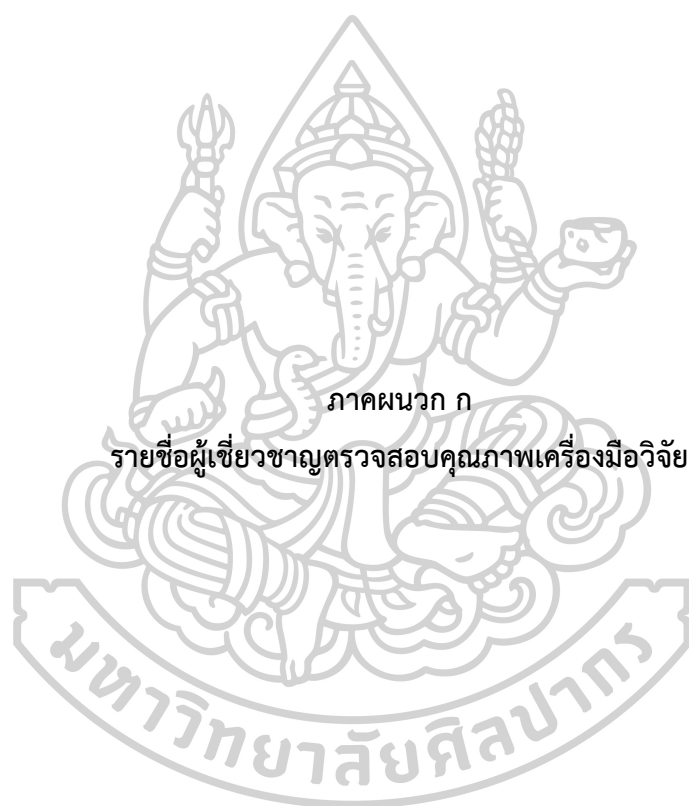 ภาคผนวก ก
รายชื่อผู้เชี่ยวชาญตรวจสอบคุณภาพเครื่องมือวิจัย
มหาวิทยาลัยศิลปากร